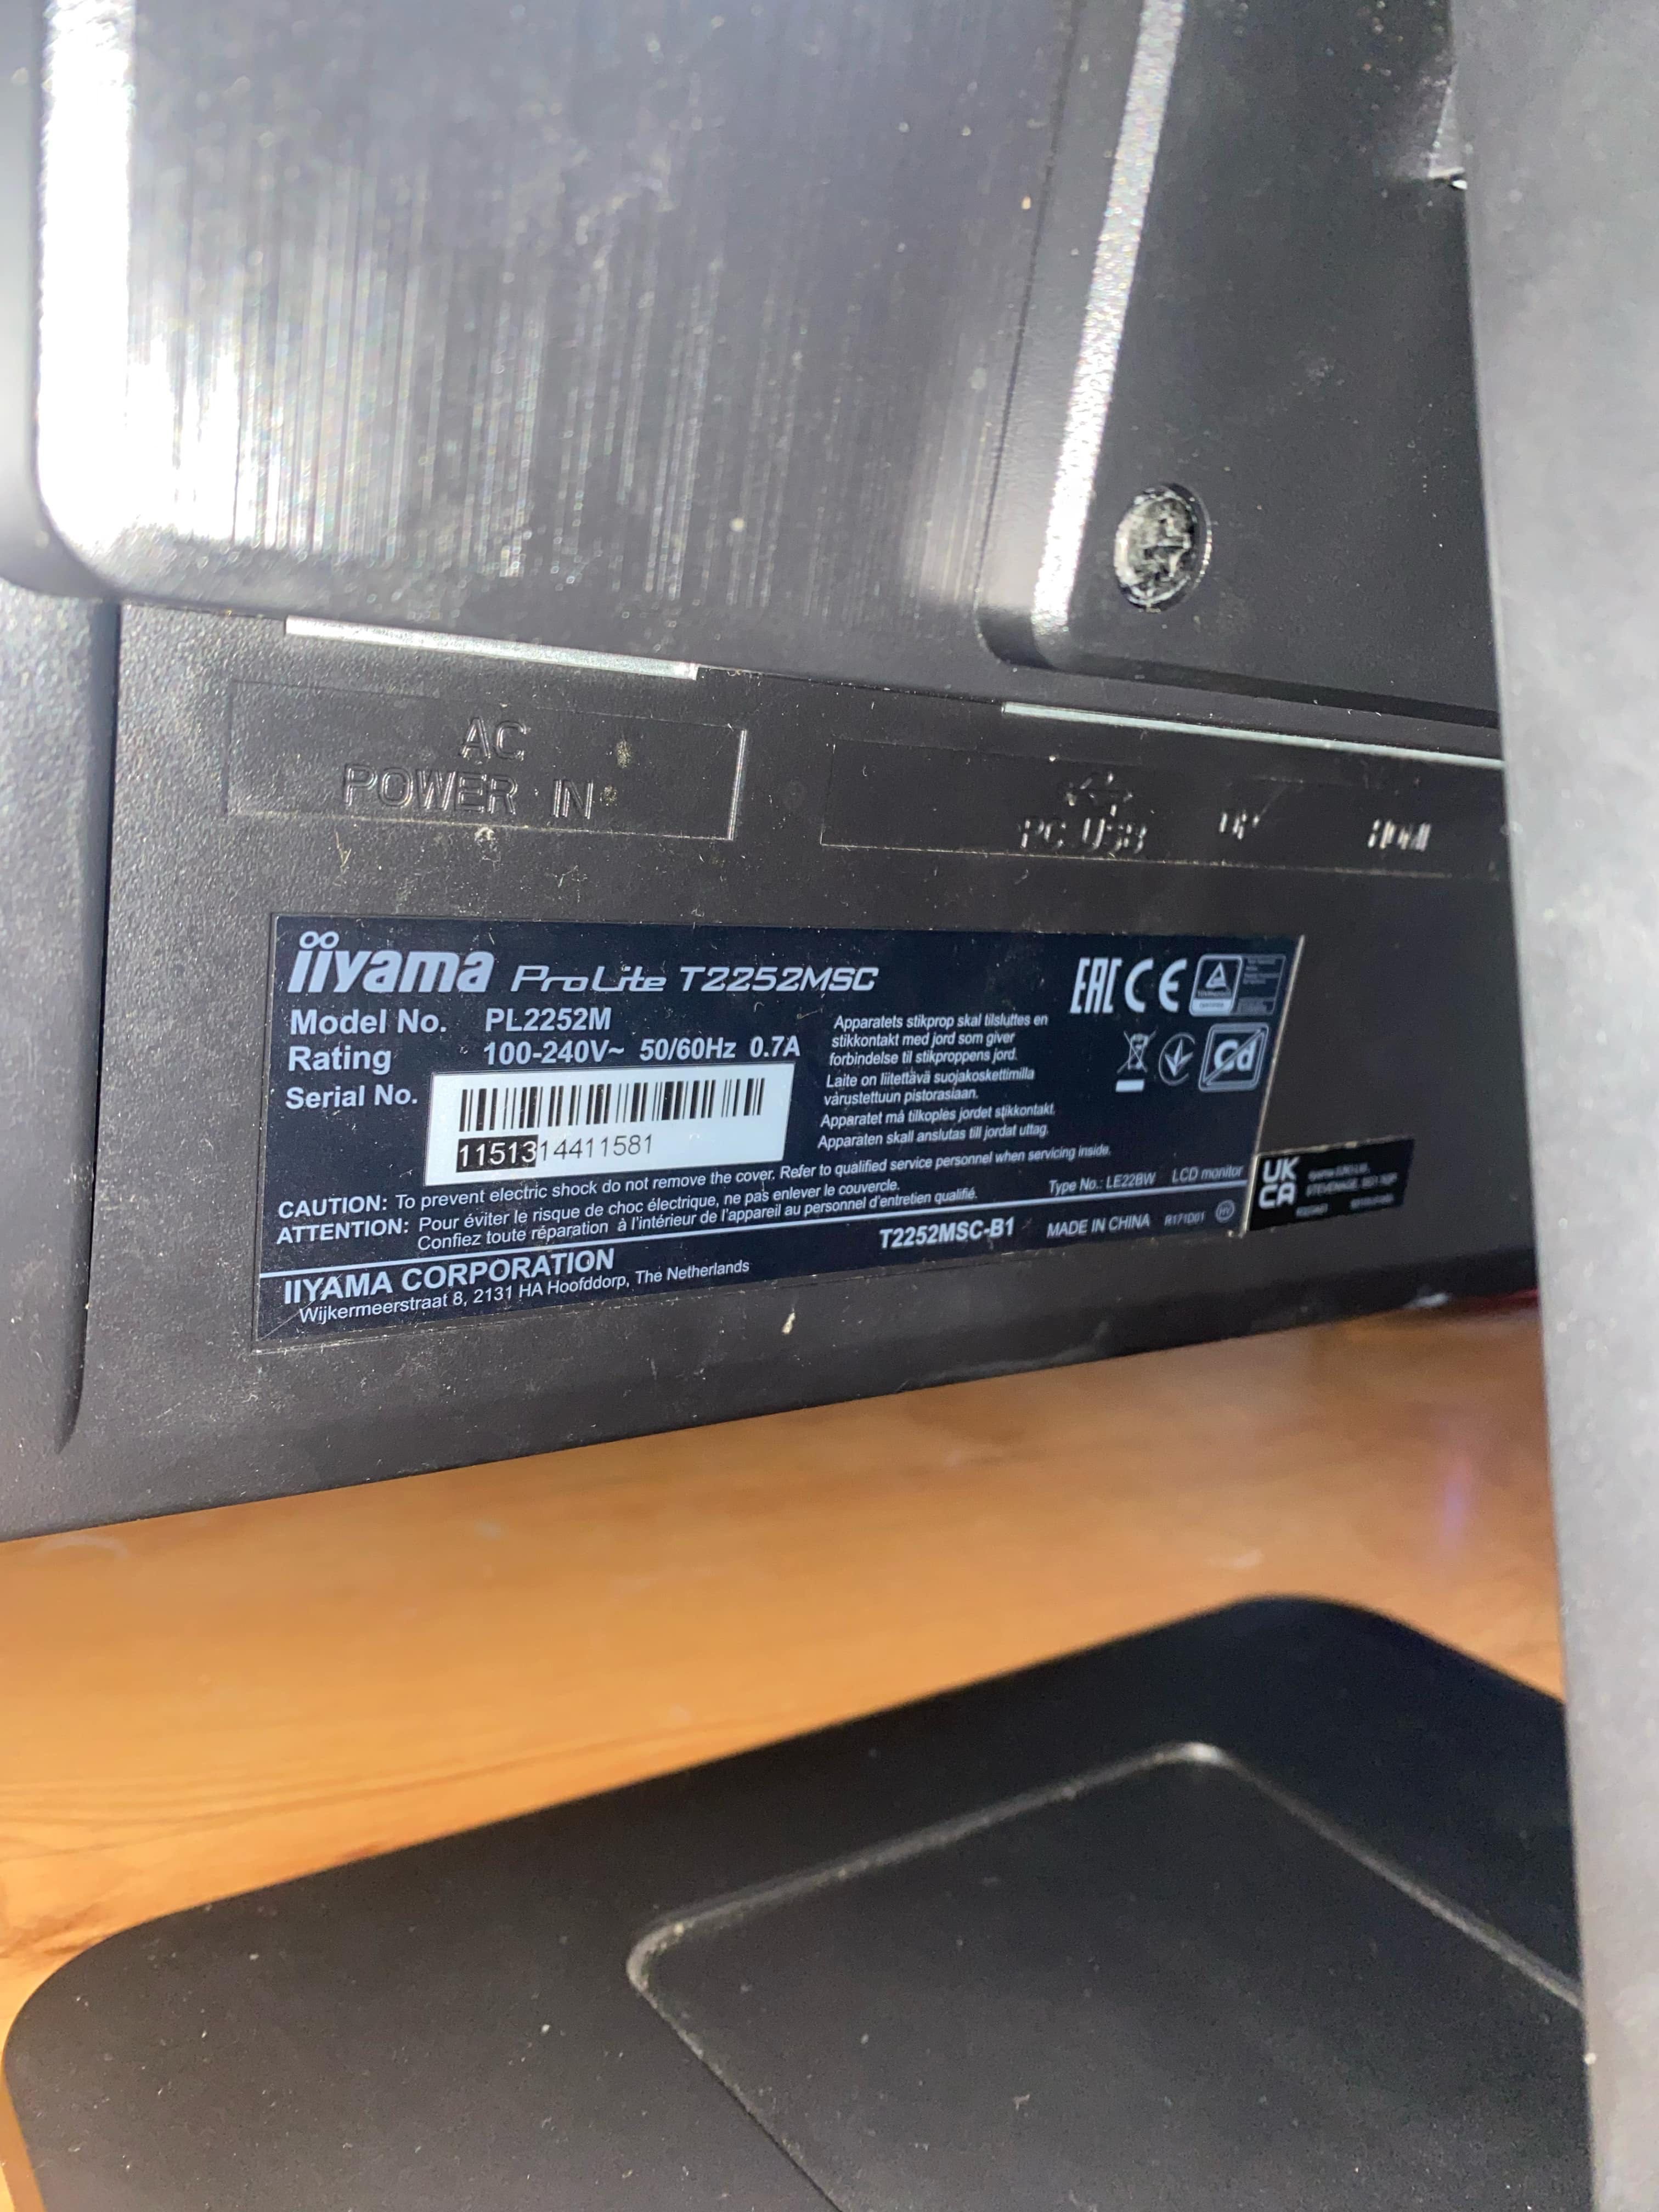 AC
POWER IN
PC USB DP HDMI
iiyama ProLite T2252MSC
Model No. PL2252M
Rating 100-240V~ 50/60Hz 0.7A
Serial No.
1151314411581
Apparatets stikprop skal tilsluttes en
stikkontakt med jord som giver
forbindelse til stikproppens jord.
Laite on liitettävä suojakoskettimilla
varustettuun pistorasiaan.
Apparatet må tilkoples jordet stikkontakt.
Apparaten skall anslutas till jordat uttag.
EAC CE
Cd
CAUTION: To prevent electric shock do not remove the cover. Refer to qualified service personnel when servicing inside.
ATTENTION: Pour éviter le risque de choc électrique, ne pas enlever le couvercle.
Confiez toute réparation à l'intérieur de l'appareil au personnel d'entretien qualifié.
Type No.: LE22BW LCD monitor
T2252MSC-B1 MADE IN CHINA R171D01
IIYAMA CORPORATION
Wijkermeerstraat 8, 2131 HA Hoofddorp, The Netherlands
UK
CA